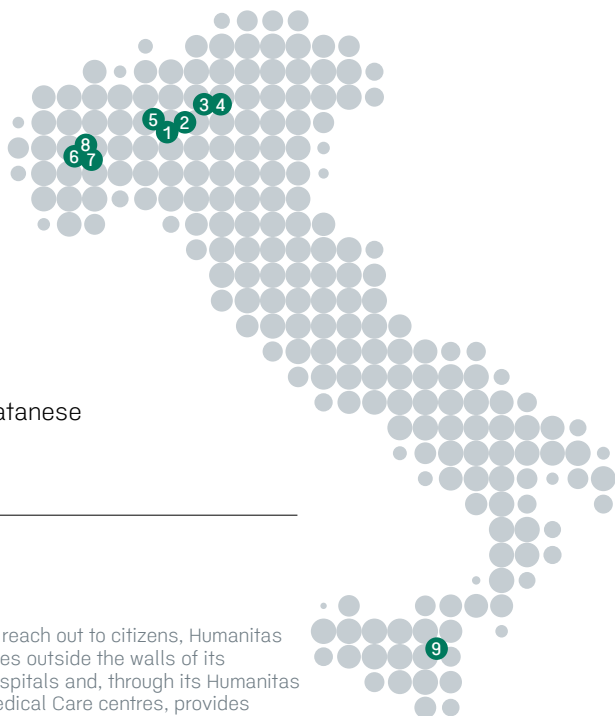 3 4
5 2
1
8
6 7
atanese
reach out to citizens, Humanitas
es outside the walls of its
spitals and, through its Humanitas
edical Care centres, provides
9